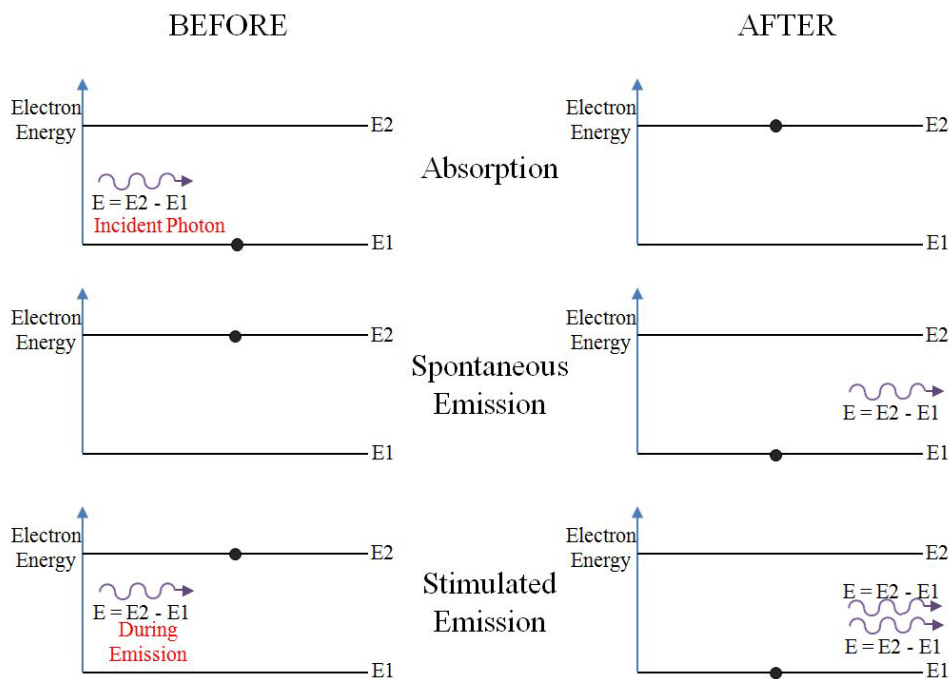 BEFORE
AFTER
Electron
Energy
E2
E = E2 - E1
Incident Photon
E1
Absorption
Electron
Energy
E2
E1
Electron
Energy
E2
E1
Spontaneous
Emission
Electron
Energy
E2
E = E2 - E1
E1
Electron
Energy
E2
E = E2 - E1
During
Emission
E1
Stimulated
Emission
Electron
Energy
E2
E = E2 - E1
E = E2 - E1
E1